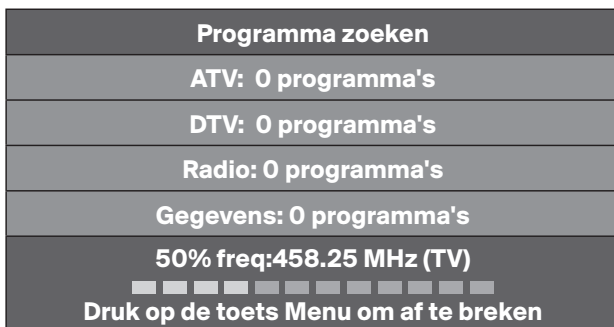 Programma zoeken
ATV: 0 programma's
DTV: 0 programma's
Radio: 0 programma's
Gegevens: 0 programma's
50% freq:458.25 MHz (TV)
Druk op de toets Menu om af te breken